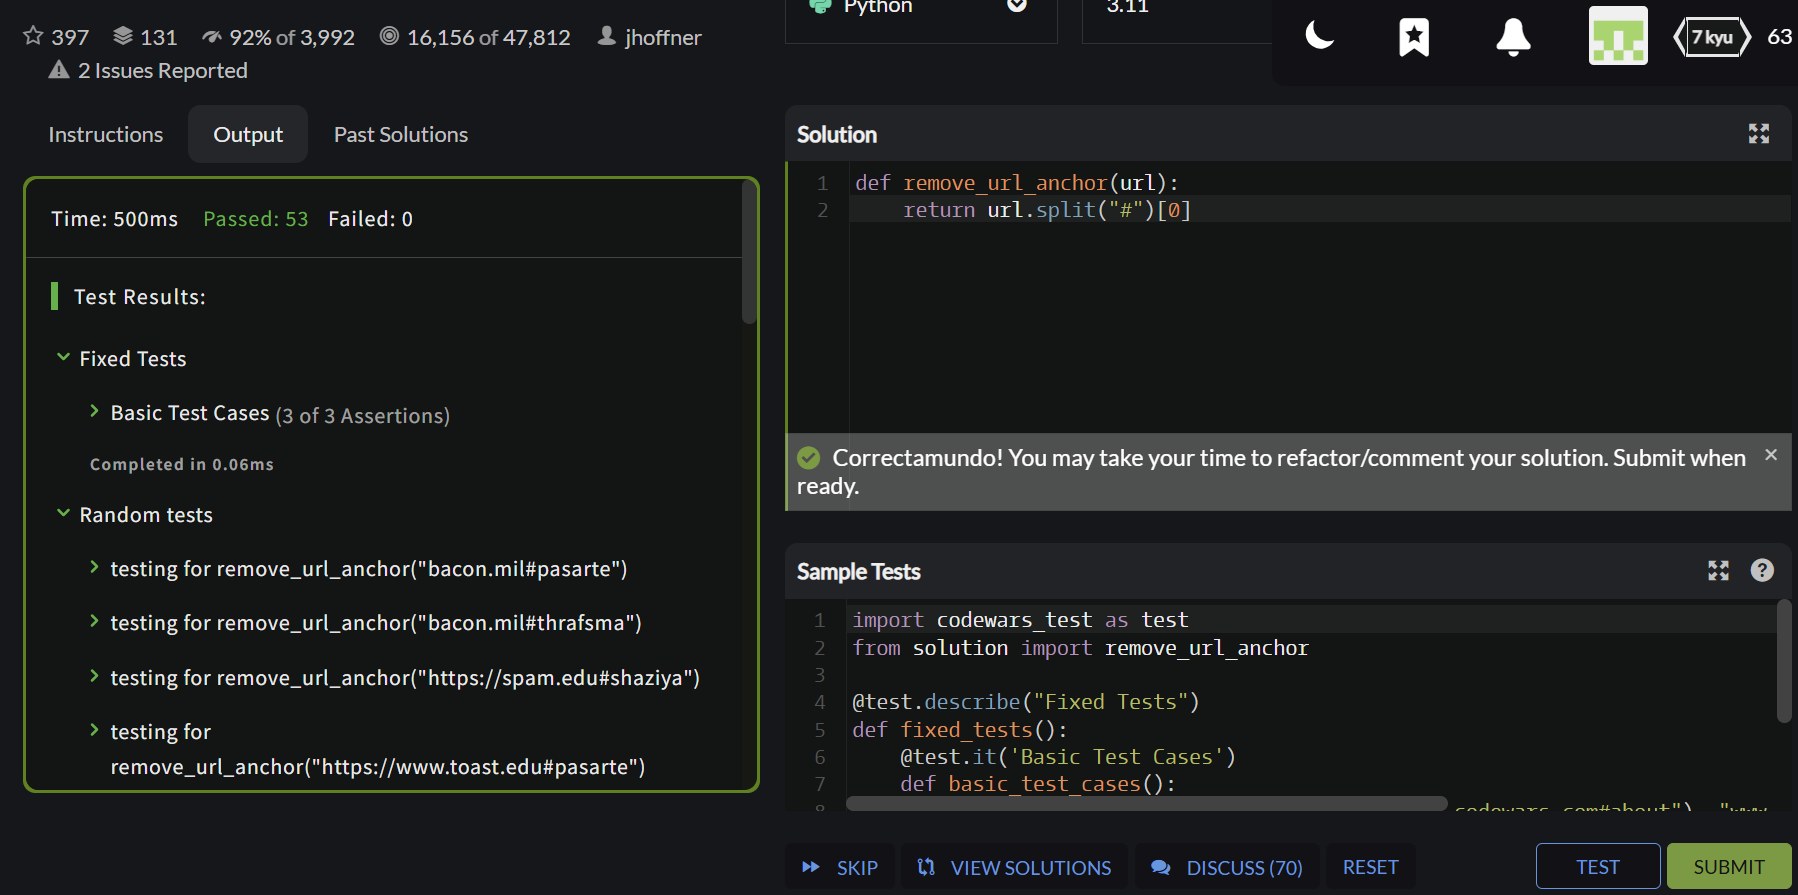 397 131 92% of 3,992 16,156 of 47,812 jhoffner
2 Issues Reported
Python
3.11
7 kyu 63
Instructions Output Past Solutions
Time: 500ms Passed: 53 Failed: 0
Test Results:
Fixed Tests
Basic Test Cases (3 of 3 Assertions)
Completed in 0.06ms
Random tests
testing for remove_url_anchor("bacon.mil#pasarte")
testing for remove_url_anchor("bacon.mil#thrafsma")
testing for remove_url_anchor("https://spam.edu#shaziya")
testing for
remove_url_anchor("https://www.toast.edu#pasarte")
Solution
1 def remove_url_anchor(url):
2 return url.split("#")[0]
Correctamundo! You may take your time to refactor/comment your solution. Submit when
ready.
Sample Tests
1 import codewars_test as test
2 from solution import remove_url_anchor
3
4 @test.describe("Fixed Tests")
5 def fixed_tests():
6 @test.it('Basic Test Cases')
7 def basic_test_cases():
8 codewars.com#about"), "www.
SKIP VIEW SOLUTIONS DISCUSS (70) RESET TEST SUBMIT